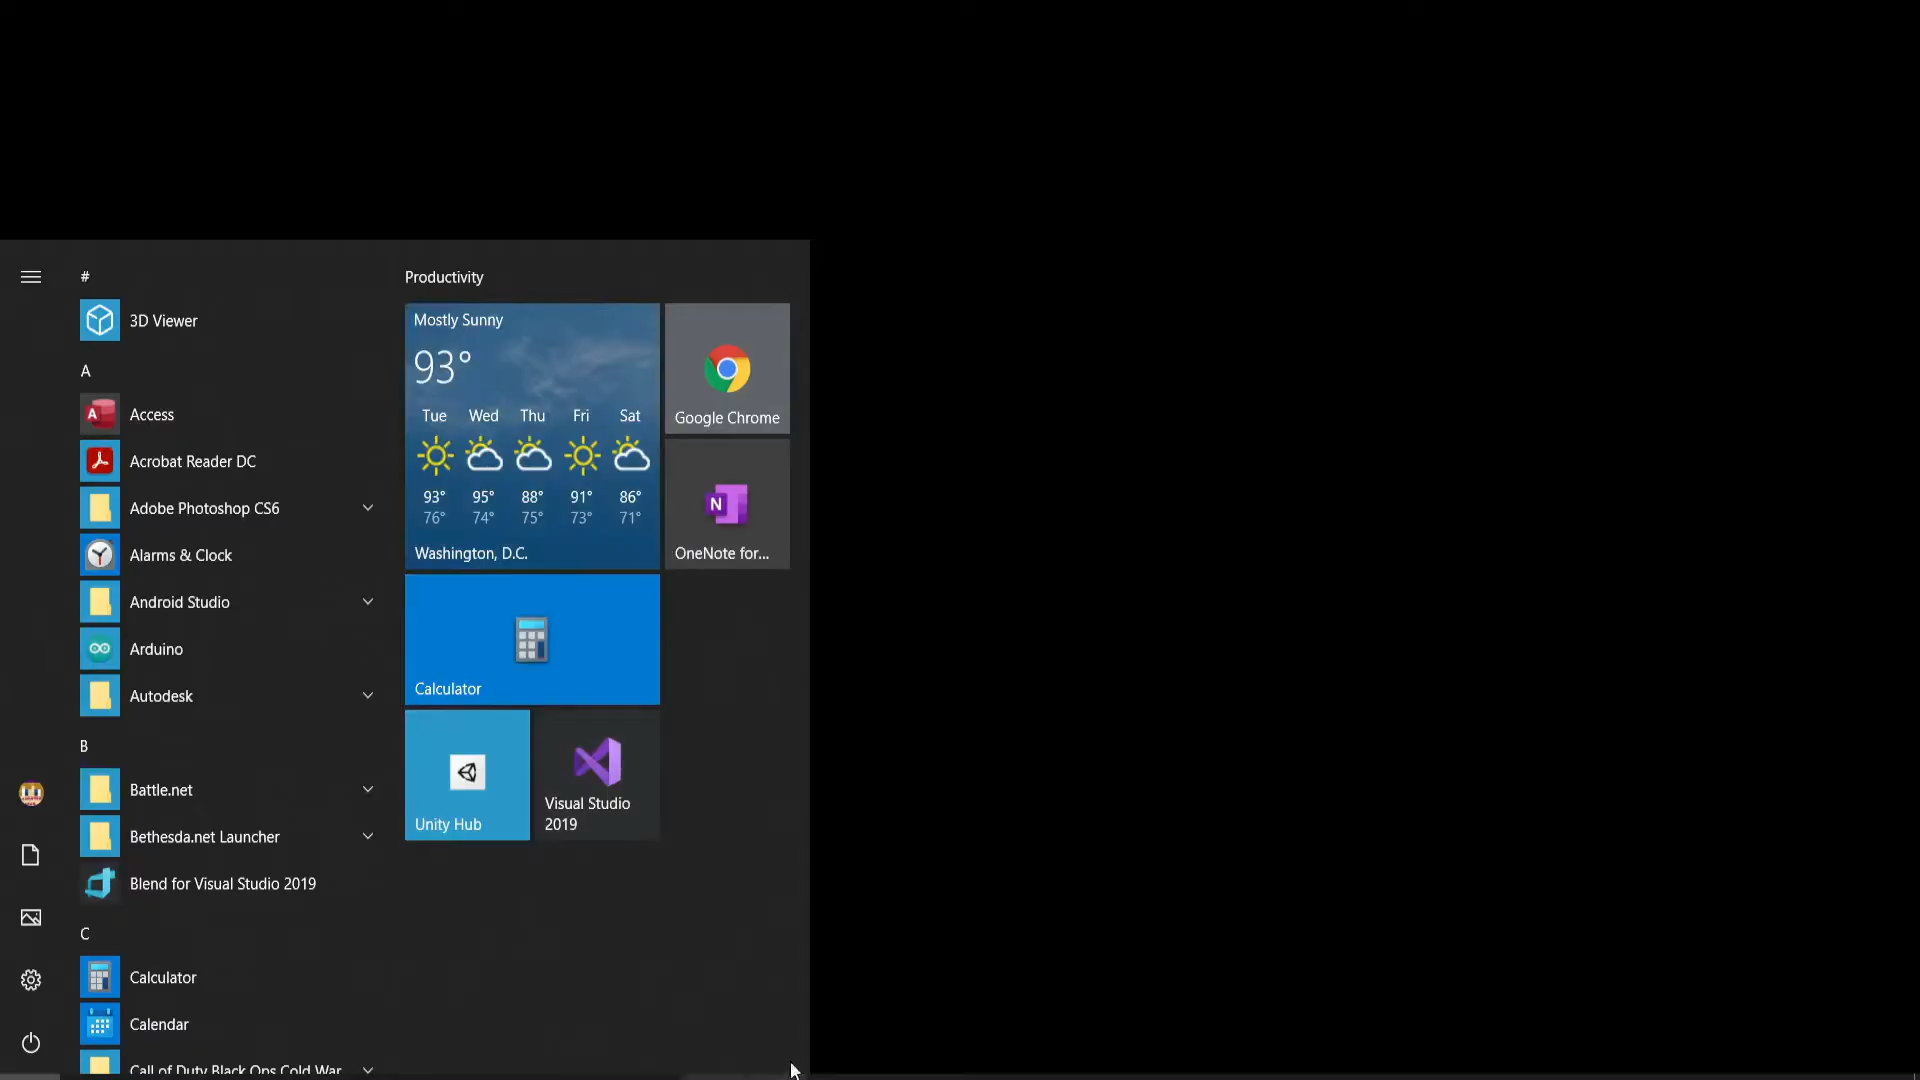 #
3D Viewer
A
Access
Acrobat Reader DC
Adobe Photoshop CS6
Alarms & Clock
Android Studio
Arduino
Autodesk
B
Battle.net
Bethesda.net Launcher
Blend for Visual Studio 2019
C
Calculator
Calendar
Call of Duty Black Ops Cold War
Productivity
Mostly Sunny
93°
Tue Wed Thu Fri Sat
93° 95° 88° 91° 86°
76° 74° 75° 73° 71°
Washington, D.C.
Google Chrome
N
OneNote for...
Calculator
Unity Hub
Visual Studio
2019